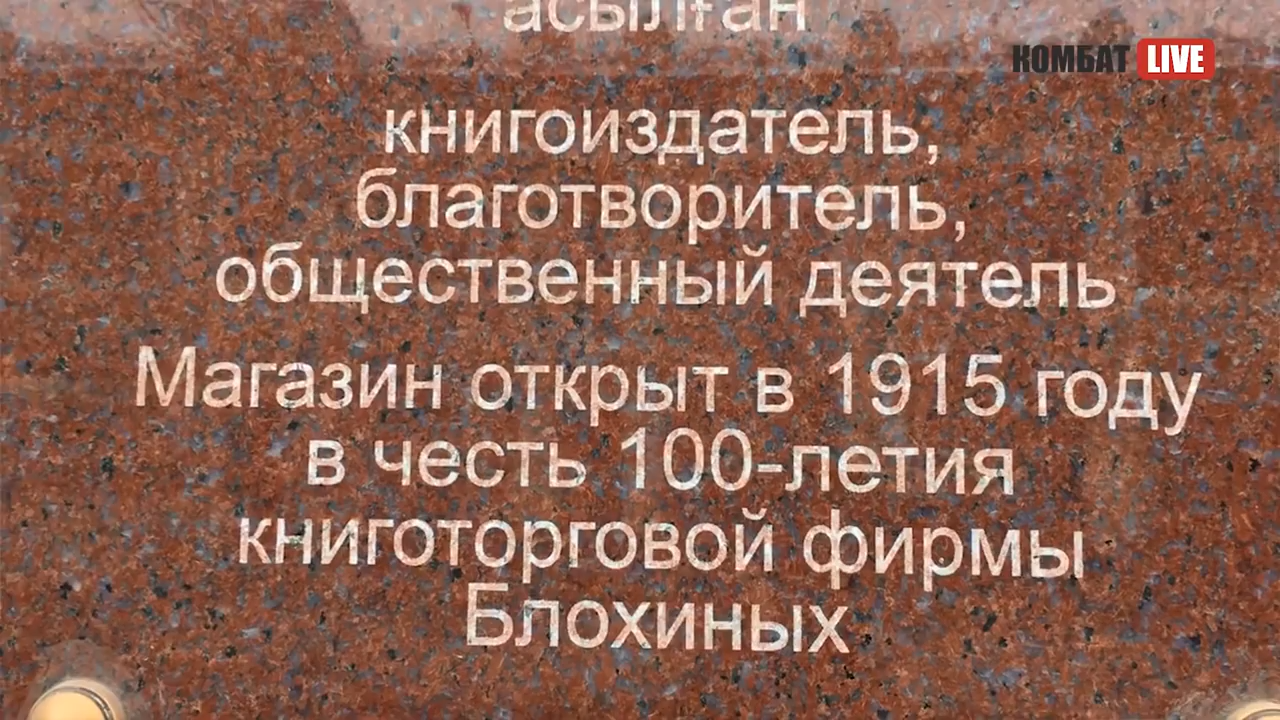 асылған
КОМБАТ LIVE
книгоиздатель,
благотворитель,
общественный деятель
Магазин открыт в 1915 году
в честь 100-летия
книготорговой фирмы
Блохиных